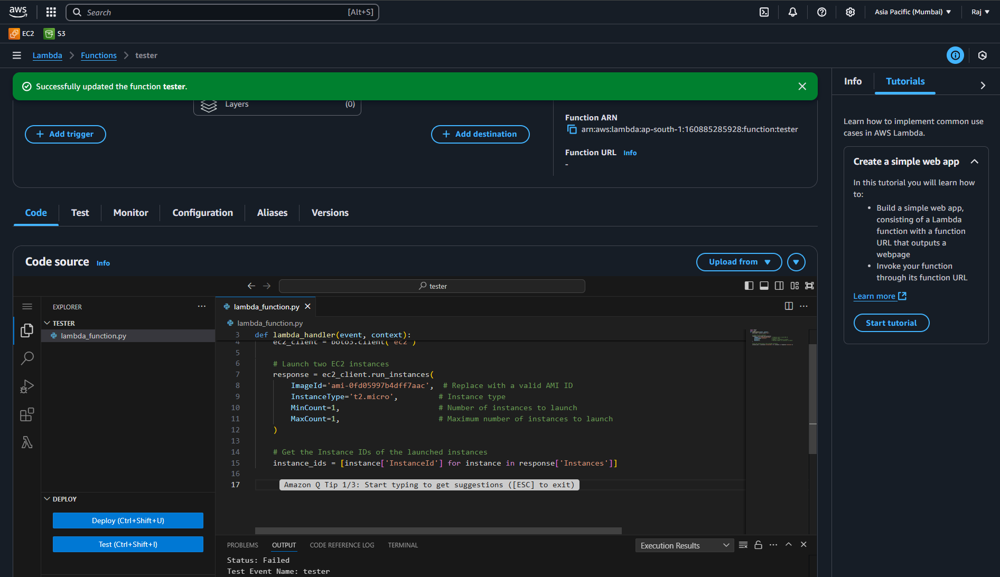 aws
Search
[Alt+S]
Asia Pacific (Mumbai)
Raj
EC2
S3
Lambda
Functions
tester
Successfully updated the function tester.
Layers
(0)
Add trigger
Add destination
Function ARN
arn:aws:lambda:ap-south-1:160885285928:function:tester
Function URL Info
-
Code
Test
Monitor
Configuration
Aliases
Versions
Code source Info
Upload from
tester
EXPLORER
TESTER
lambda_function.py
DEPLOY
Deploy (Ctrl+Shift+U)
Test (Ctrl+Shift+I)
lambda_function.py
lambda_function.py
3 def lambda_handler(event, context):
4 ec2_client = boto3.client('ec2')
5
6 # Launch two EC2 instances
7 response = ec2_client.run_instances(
8 ImageId='ami-0fd05997b4dff7aac', # Replace with a valid AMI ID
9 InstanceType='t2.micro', # Instance type
10 MinCount=1, # Number of instances to launch
11 MaxCount=1, # Maximum number of instances to launch
12 )
13
14 # Get the Instance IDs of the launched instances
15 instance_ids = [instance['InstanceId'] for instance in response['Instances']]
16
17 Amazon Q Tip 1/3: Start typing to get suggestions ([ESC] to exit)
PROBLEMS
OUTPUT
CODE REFERENCE LOG
TERMINAL
Execution Results
Status: Failed
Test Event Name: tester
Info
Tutorials
Learn how to implement common use
cases in AWS Lambda.
Create a simple web app
In this tutorial you will learn how
to:
• Build a simple web app,
consisting of a Lambda
function with a function
URL that outputs a
webpage
• Invoke your function
through its function URL
Learn more
Start tutorial